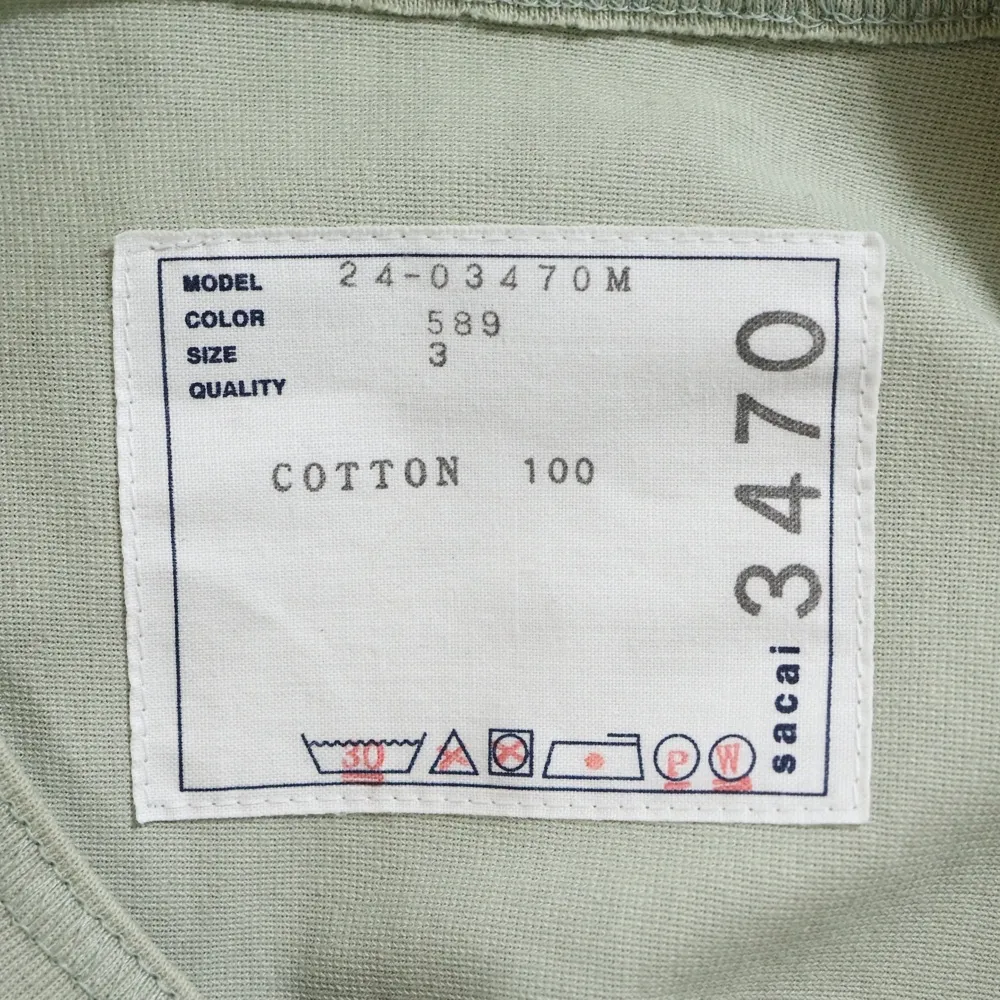 MODEL 24-03470M
COLOR 589
SIZE 3
QUALITY
COTTON 100
sacai 3470
30 P W